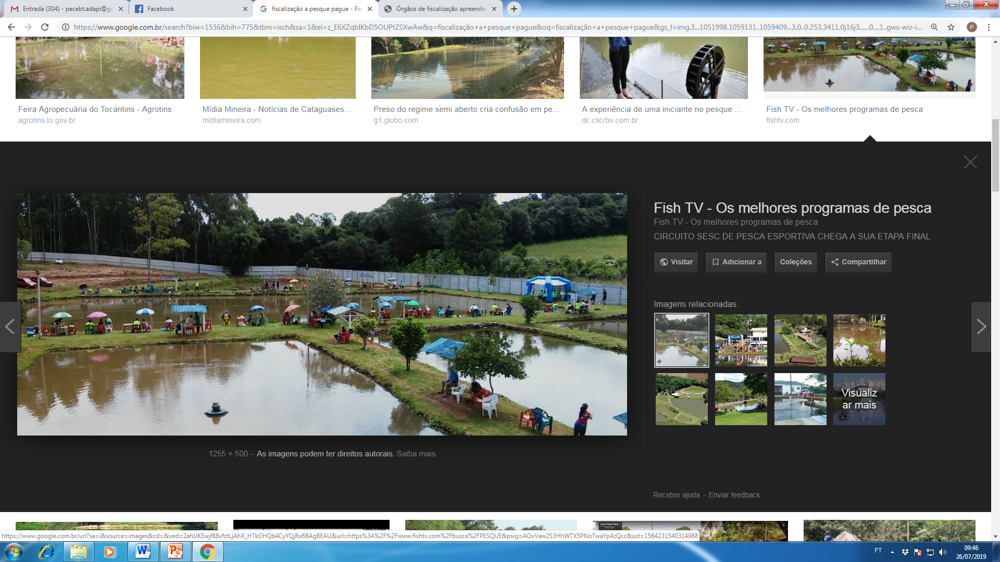 Entrada (304) - pecebt.adapi@gm
Facebook
fiscalização a pesque pague - Pes
Órgãos de fiscalização apreender
https://www.google.com.br/search?biw=1536&bih=775&tbm=isch&sa=1&ei=z_E6XZqbIKbD5OUPtZSXwAw&q=fiscalização+a+pesque+pague&oq=fiscalização+a+pesque+pague&gs_l=img.3...1051998.1059131..1059409...3.0..0.253.3411.0j16j3......0....1..gws-wiz-i...
P
Feira Agropecuária do Tocantins - Agrotins
agrotins.to.gov.br
Mídia Mineira - Notícias de Cataguases...
midiamineira.com
Preso do regime semi aberto cria confusão em pe...
g1.globo.com
A experiência de uma iniciante no pesque ...
dc.clicrbs.com.br
Fish TV - Os melhores programas de pesca
fishtv.com
Fish TV - Os melhores programas de pesca
Fish TV - Os melhores programas de pesca
CIRCUITO SESC DE PESCA ESPORTIVA CHEGA A SUA ETAPA FINAL
Visitar
Adicionar a
Coleções
Compartilhar
Imagens relacionadas:
Visualiz
ar mais
1255 × 500 - As imagens podem ter direitos autorais. Saiba mais
Receber ajuda - Enviar feedback
https://www.google.com.br/url?sa=i&source=images&cd=&ved=2ahUKEwjf88vfztLjAhX_H7kGHQb4CyYQjRx6BAgBEAU&url=https%3A%2F%2Fwww.fishtv.com%2Fbusca%2FPESQUE&psig=AOvVaw2S3HhWTX5PNoTwaYp4zQcc&ust=1564231540314988
PT
09:46
26/07/2019